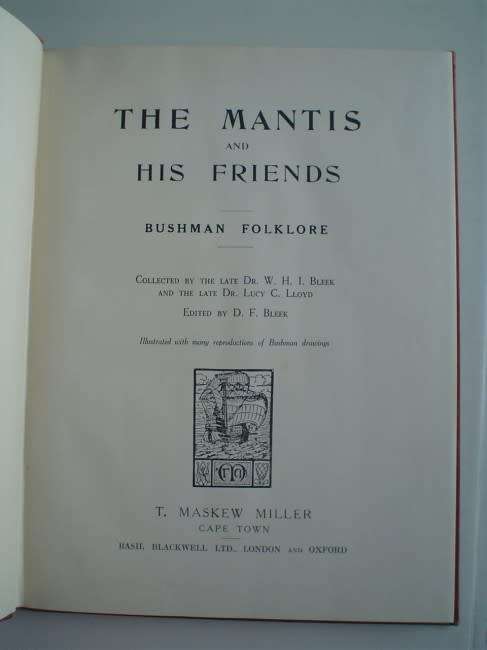 THE MANTIS
AND
HIS FRIENDS
BUSHMAN FOLKLORE
COLLECTED BY THE LATE DR. W. H. I. BLEEK
AND THE LATE DR. LUCY C. LLOYD
EDITED BY D. F. BLEEK
Illustrated with many reproductions of Bushman drawings
T. MASKEW MILLER
CAPE TOWN
BASIL BLACKWELL LTD., LONDON AND OXFORD